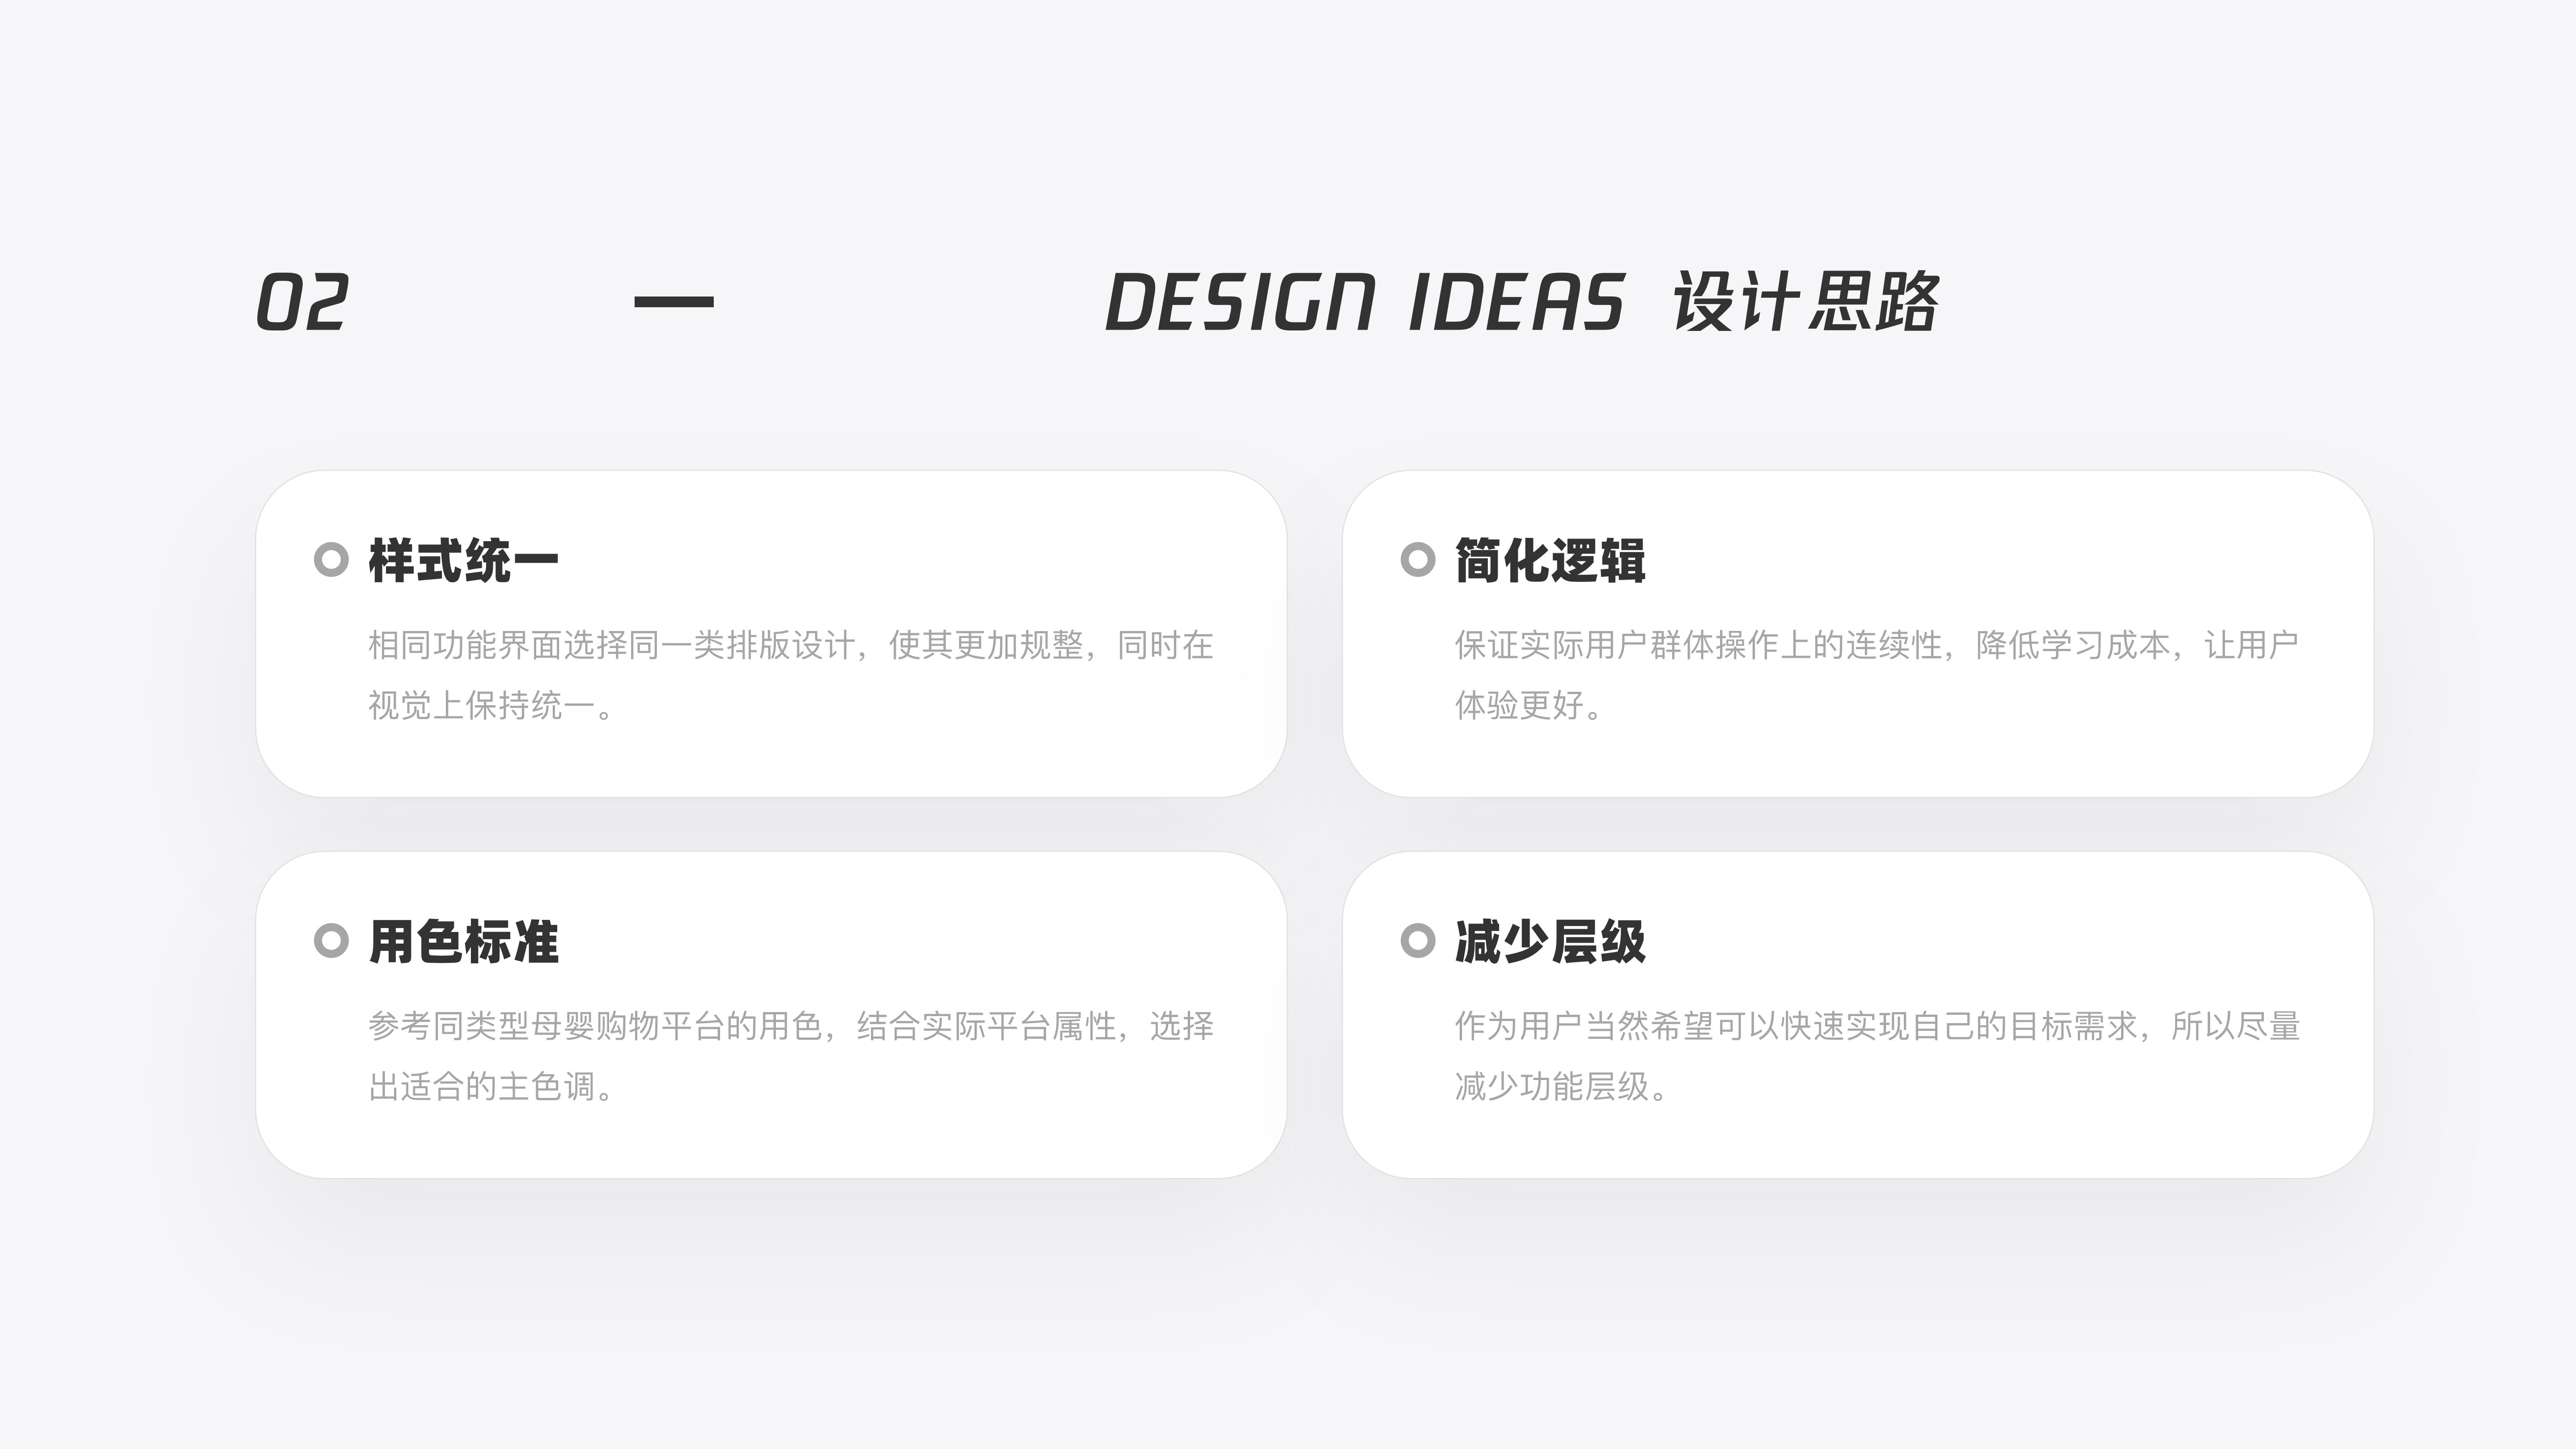 02 — DESIGN IDEAS 设计思路
样式统一
相同功能界面选择同一类排版设计，使其更加规整，同时在
视觉上保持统一。
简化逻辑
保证实际用户群体操作上的连续性，降低学习成本，让用户
体验更好。
用色标准
参考同类型母婴购物平台的用色，结合实际平台属性，选择
出适合的主色调。
减少层级
作为用户当然希望可以快速实现自己的目标需求，所以尽量
减少功能层级。